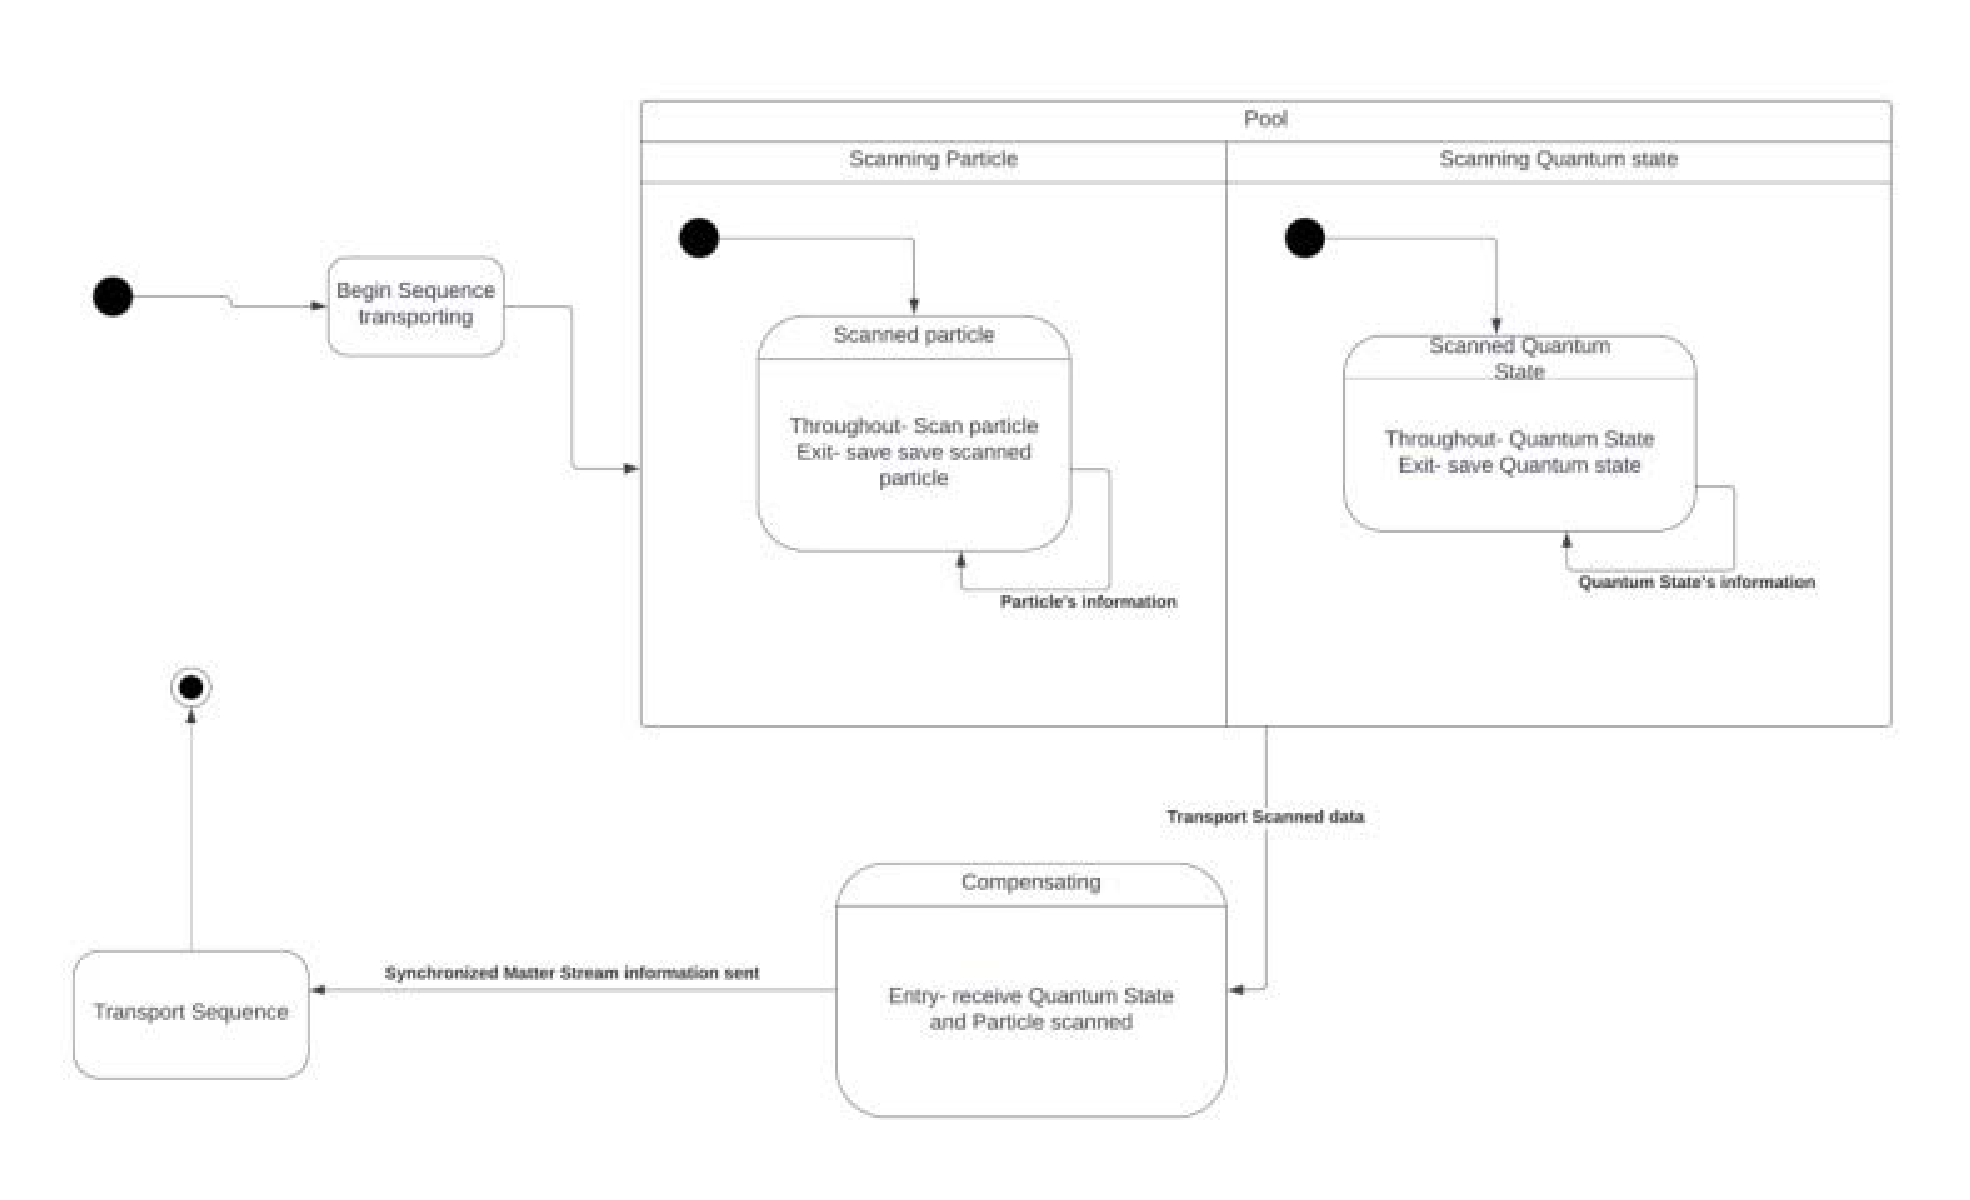 Pool
Scanning Particle
Scanning Quantum state
Begin Sequence
transporting
Scanned particle
Throughout- Scan particle
Exit- save save scanned
particle
Particle's information
Scanned Quantum
State
Throughout- Quantum State
Exit- save Quantum state
Quantum State's information
Transport Scanned data
Compensating
Entry- receive Quantum State
and Particle scanned
Synchronized Matter Stream information sent
Transport Sequence